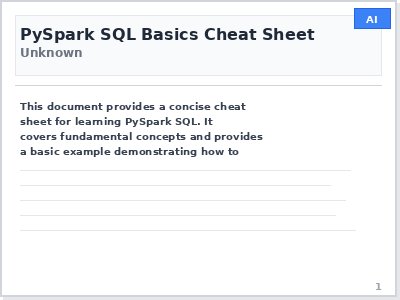 AI
PySpark SQL Basics Cheat Sheet
Unknown
This document provides a concise cheat
sheet for learning PySpark SQL. It
covers fundamental concepts and provides
a basic example demonstrating how to
1